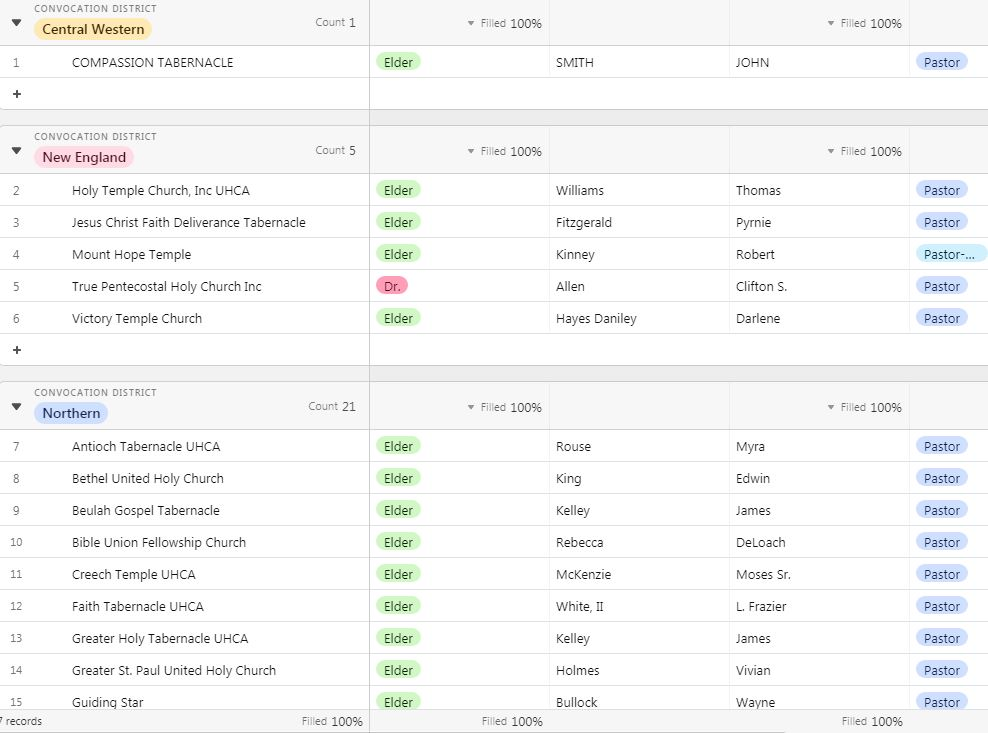 CONVOCATION DISTRICT
Central Western Count 1 Filled 100% Filled 100%
1 COMPASSION TABERNACLE Elder SMITH JOHN Pastor
+
CONVOCATION DISTRICT
New England Count 5 Filled 100% Filled 100%
2 Holy Temple Church, Inc UHCA Elder Williams Thomas Pastor
3 Jesus Christ Faith Deliverance Tabernacle Elder Fitzgerald Pyrnie Pastor
4 Mount Hope Temple Elder Kinney Robert Pastor-...
5 True Pentecostal Holy Church Inc Dr. Allen Clifton S. Pastor
6 Victory Temple Church Elder Hayes Daniley Darlene Pastor
+
CONVOCATION DISTRICT
Northern Count 21 Filled 100% Filled 100%
7 Antioch Tabernacle UHCA Elder Rouse Myra Pastor
8 Bethel United Holy Church Elder King Edwin Pastor
9 Beulah Gospel Tabernacle Elder Kelley James Pastor
10 Bible Union Fellowship Church Elder Rebecca DeLoach Pastor
11 Creech Temple UHCA Elder McKenzie Moses Sr. Pastor
12 Faith Tabernacle UHCA Elder White, II L. Frazier Pastor
13 Greater Holy Tabernacle UHCA Elder Kelley James Pastor
14 Greater St. Paul United Holy Church Elder Holmes Vivian Pastor
15 Guiding Star Elder Bullock Wayne Pastor
7 records Filled 100% Filled 100% Filled 100%